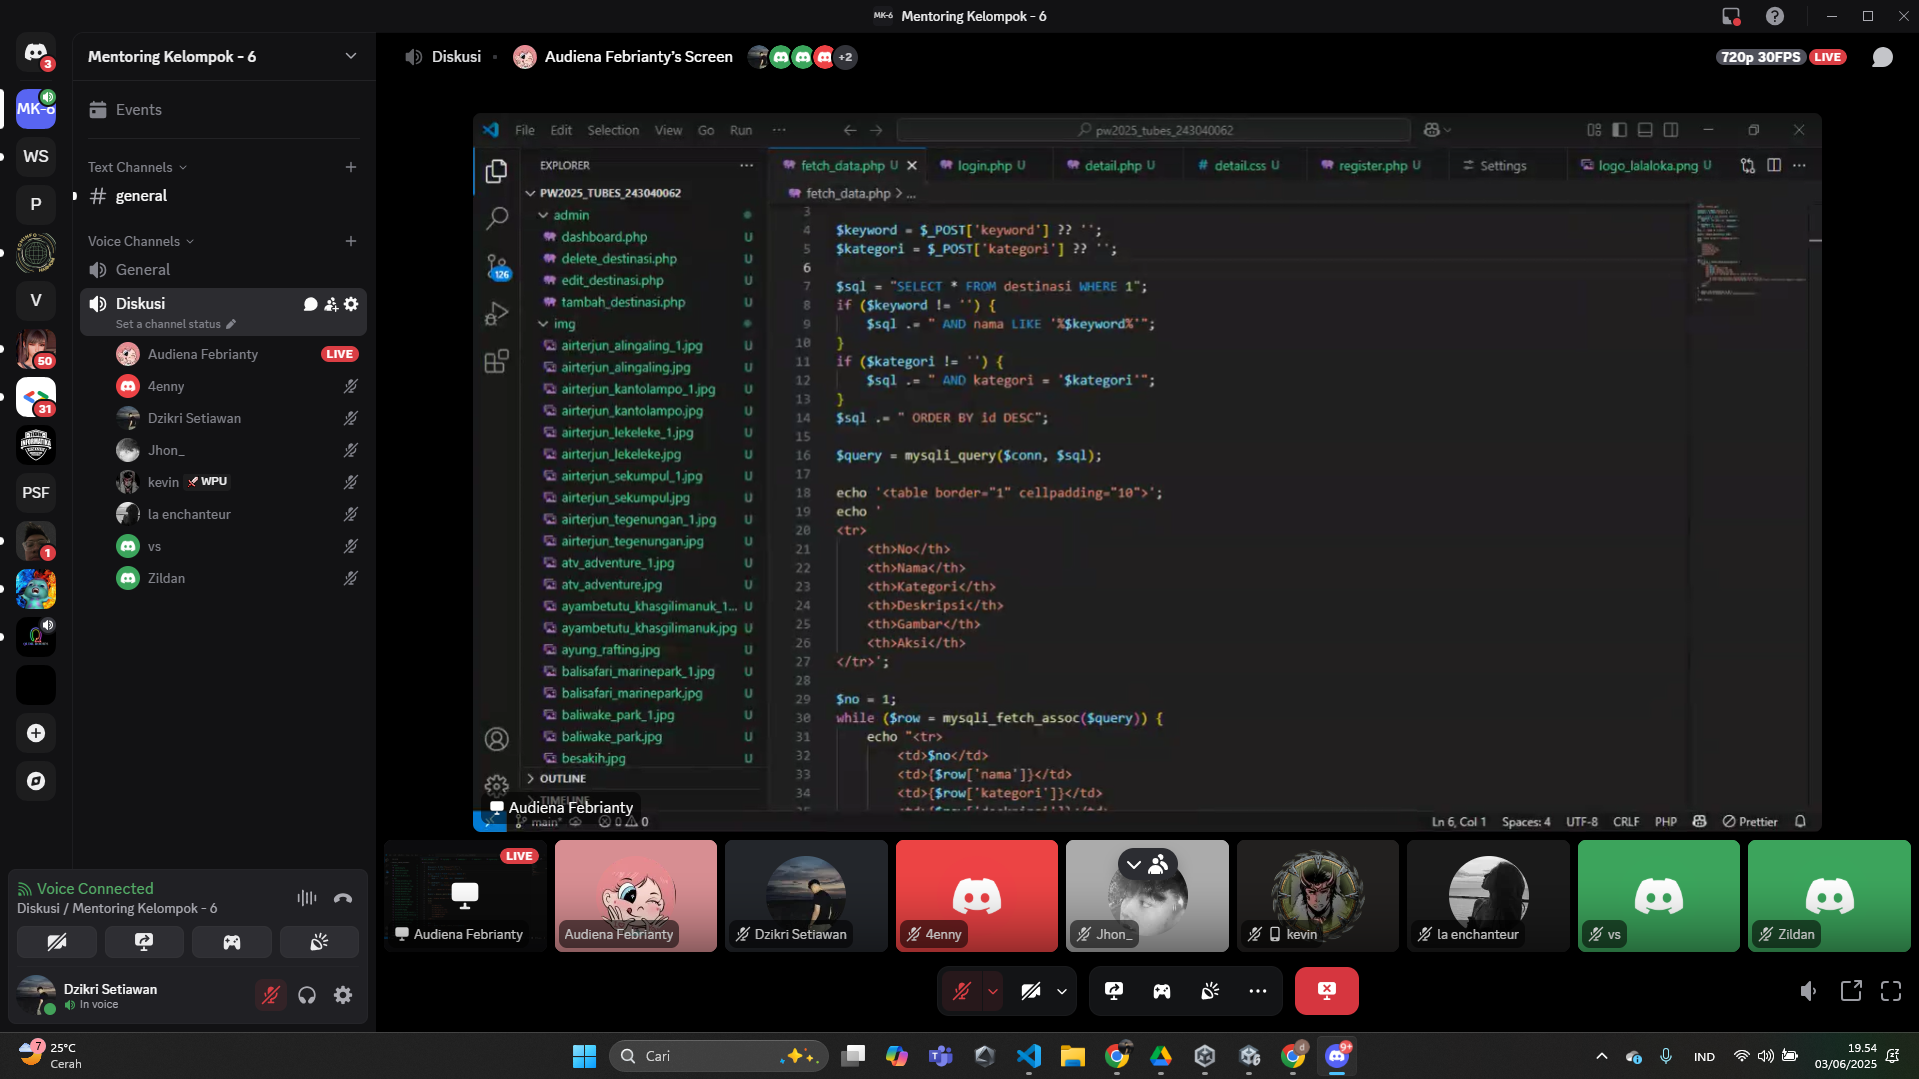 MK-6 Mentoring Kelompok - 6
3
MK-6
WS
P
V
50
31
INFORMATIKA
PSF
1
Mentoring Kelompok - 6
Events
Text Channels
general
Voice Channels
General
Diskusi
Set a channel status
Audiena Febrianty LIVE
4enny
Dzikri Setiawan
Jhon_
kevin WPU
la enchanteur
vs
Zildan
Voice Connected
Diskusi / Mentoring Kelompok - 6
Dzikri Setiawan
In voice
Diskusi Audiena Febrianty's Screen +2
720p 30FPS LIVE
File Edit Selection View Go Run ···
pw2025_tubes_243040062
EXPLORER ···
PW2025_TUBES_243040062
admin
dashboard.php U
delete_destinasi.php U
edit_destinasi.php U
tambah_destinasi.php U
img
airterjun_alingaling_1.jpg U
airterjun_alingaling.jpg U
airterjun_kantolampo_1.jpg U
airterjun_kantolampo.jpg U
airterjun_lekeleke_1.jpg U
airterjun_lekeleke.jpg U
airterjun_sekumpul_1.jpg U
airterjun_sekumpul.jpg U
airterjun_tegenungan_1.jpg U
airterjun_tegenungan.jpg U
atv_adventure_1.jpg U
atv_adventure.jpg U
ayambetutu_khasgilimanuk_1... U
ayambetutu_khasgilimanuk.jpg U
ayung_rafting.jpg U
balisafari_marinepark_1.jpg U
balisafari_marinepark.jpg U
baliwake_park_1.jpg U
baliwake_park.jpg U
besakih.jpg U
OUTLINE
TIMELINE
126
fetch_data.php U login.php U detail.php U detail.css U register.php U Settings logo_lalaloka.png U
fetch_data.php > ...
3
4 $keyword = $_POST['keyword'] ?? '';
5 $kategori = $_POST['kategori'] ?? '';
6
7 $sql = "SELECT * FROM destinasi WHERE 1";
8 if ($keyword != '') {
9 $sql .= " AND nama LIKE '%$keyword%'";
10 }
11 if ($kategori != '') {
12 $sql .= " AND kategori = '$kategori'";
13 }
14 $sql .= " ORDER BY id DESC";
15
16 $query = mysqli_query($conn, $sql);
17
18 echo '<table border="1" cellpadding="10">';
19 echo '
20 <tr>
21 <th>No</th>
22 <th>Nama</th>
23 <th>Kategori</th>
24 <th>Deskripsi</th>
25 <th>Gambar</th>
26 <th>Aksi</th>
27 </tr>';
28
29 $no = 1;
30 while ($row = mysqli_fetch_assoc($query)) {
31 echo "<tr>
32 <td>$no</td>
33 <td>{$row['nama']}</td>
34 <td>{$row['kategori']}</td>
Audiena Febrianty
main* 0 0 Ln 6, Col 1 Spaces: 4 UTF-8 CRLF PHP Prettier
LIVE
Audiena Febrianty
Audiena Febrianty
Dzikri Setiawan
4enny
Jhon_
kevin
la enchanteur
vs
Zildan
7
25°C
Cerah
Cari
9+
IND
19.54
03/06/2025